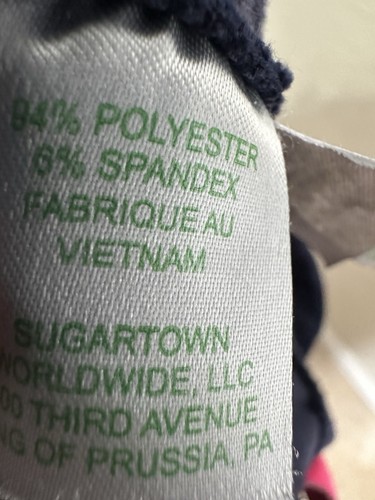 94% POLYESTER
6% SPANDEX
FABRIQUE AU
VIETNAM
SUGARTOWN
WORLDWIDE, LLC
THIRD AVENUE
OF PRUSSIA, PA